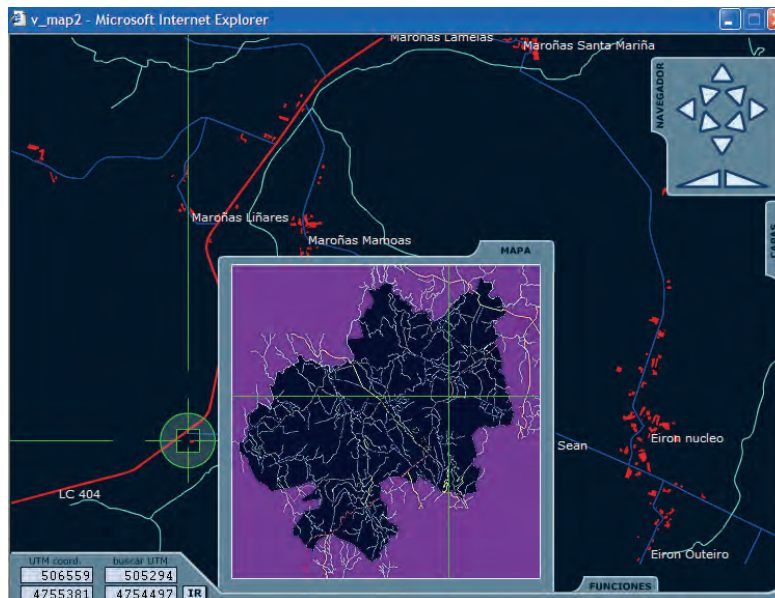 v_map2 - Microsoft Internet Explorer
Maroñas Lamelas
Maroñas Santa Mariña
NAVEGADOR
Maroñas Liñares
CAPAS
Maroñas Mamoas
MAPA
Sean
Eiron nucleo
LC 404
Eiron Outeiro
UTM coord.
buscar UTM
506559
505294
4755381
4754497
IR
FUNCIONES